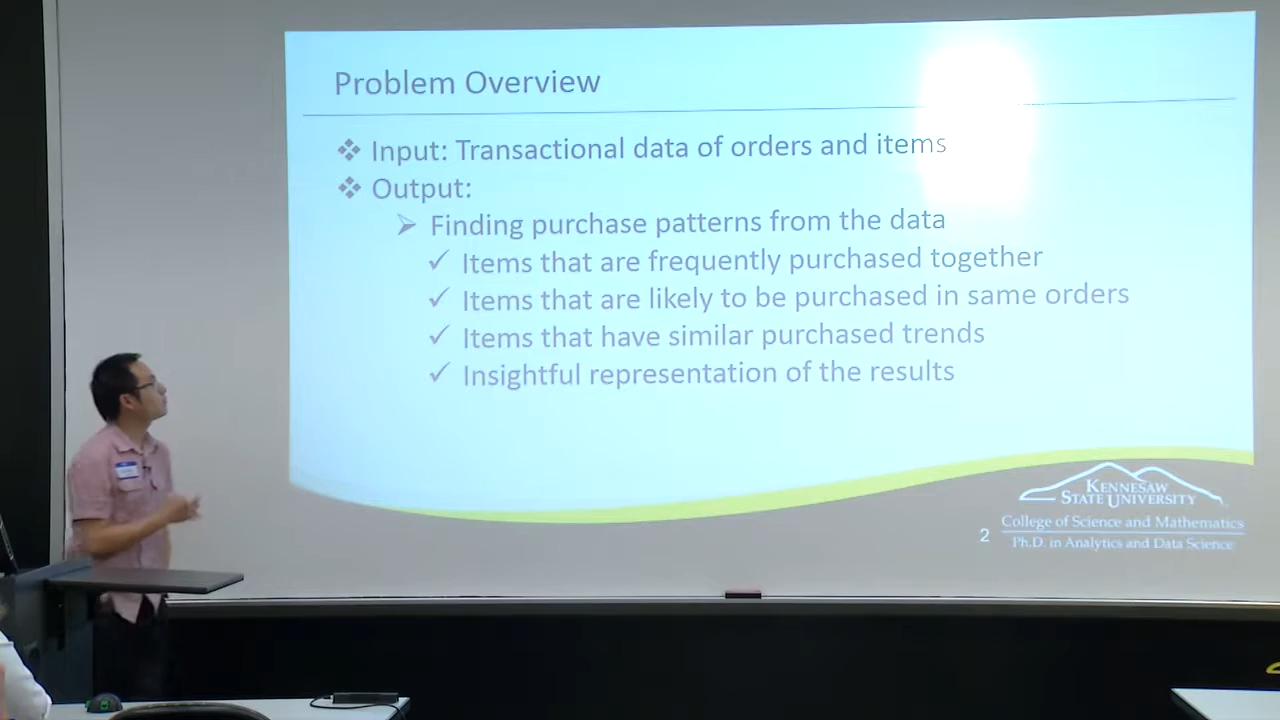 Problem Overview
Input: Transactional data of orders and items
Output:
Finding purchase patterns from the data
Items that are frequently purchased together
Items that are likely to be purchased in same orders
Items that have similar purchased trends
Insightful representation of the results
KENNESAW
STATE UNIVERSITY
College of Science and Mathematics
2
Ph.D. in Analytics and Data Science